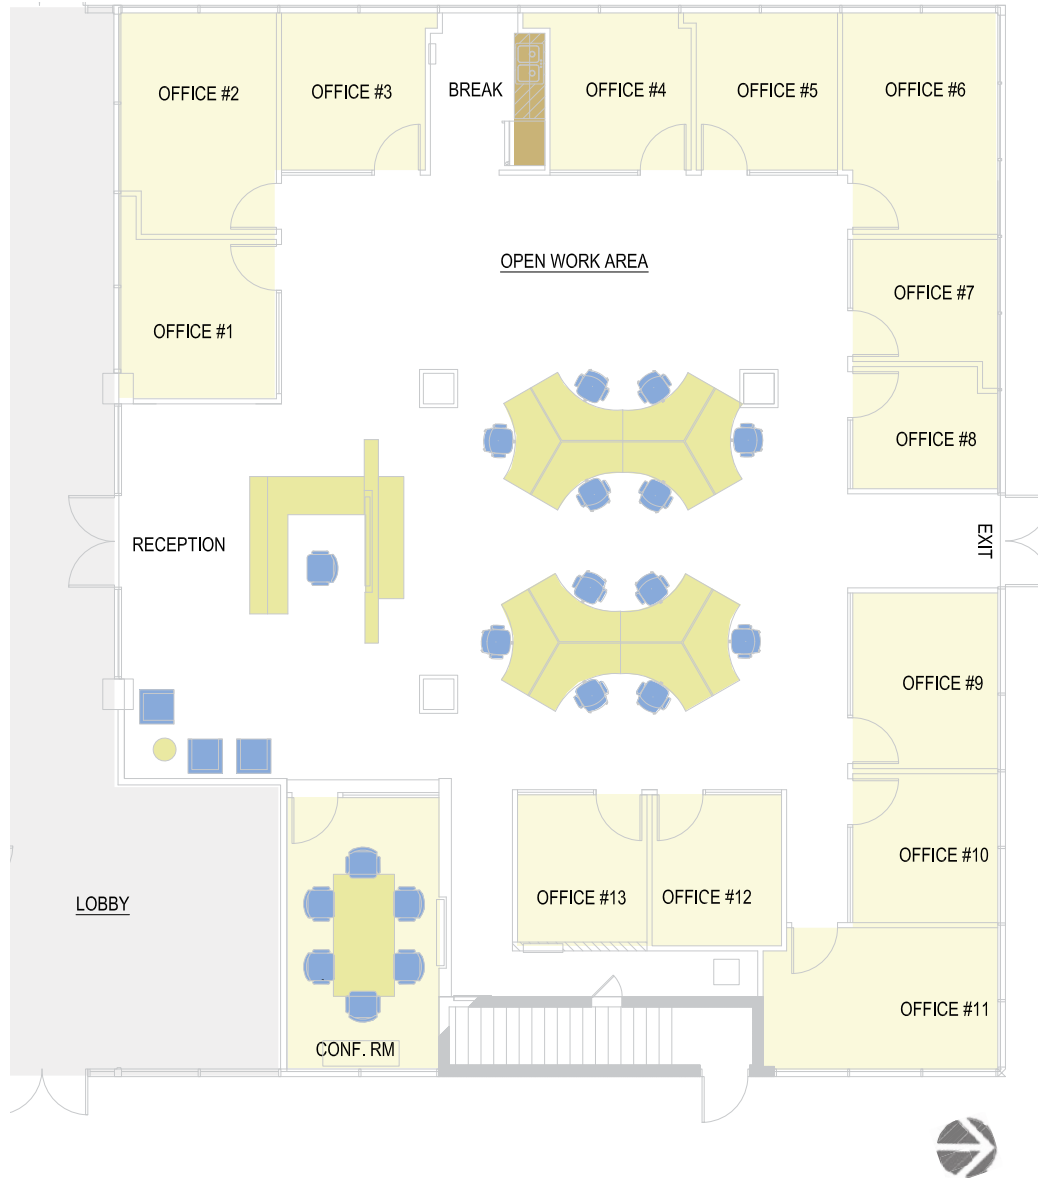 OFFICE #2
OFFICE #3
BREAK
OFFICE #4
OFFICE #5
OFFICE #6
OPEN WORK AREA
OFFICE #7
OFFICE #1
OFFICE #8
RECEPTION
EXIT
OFFICE #9
OFFICE #10
LOBBY
OFFICE #13
OFFICE #12
OFFICE #11
CONF. RM